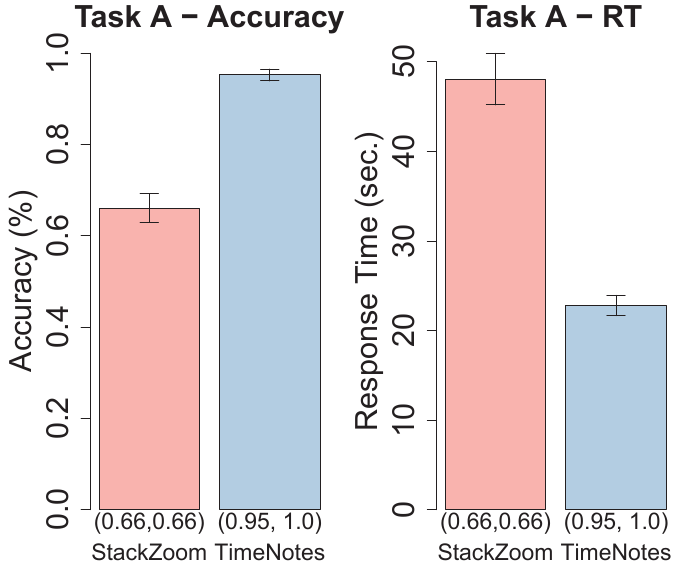 Task A − Accuracy
Accuracy (%)
1.0
0.8
0.6
0.4
0.2
0.0
(0.66,0.66) (0.95, 1.0)
StackZoom TimeNotes
Task A − RT
Response Time (sec.)
50
40
30
20
10
0
(0.66,0.66) (0.95, 1.0)
StackZoom TimeNotes